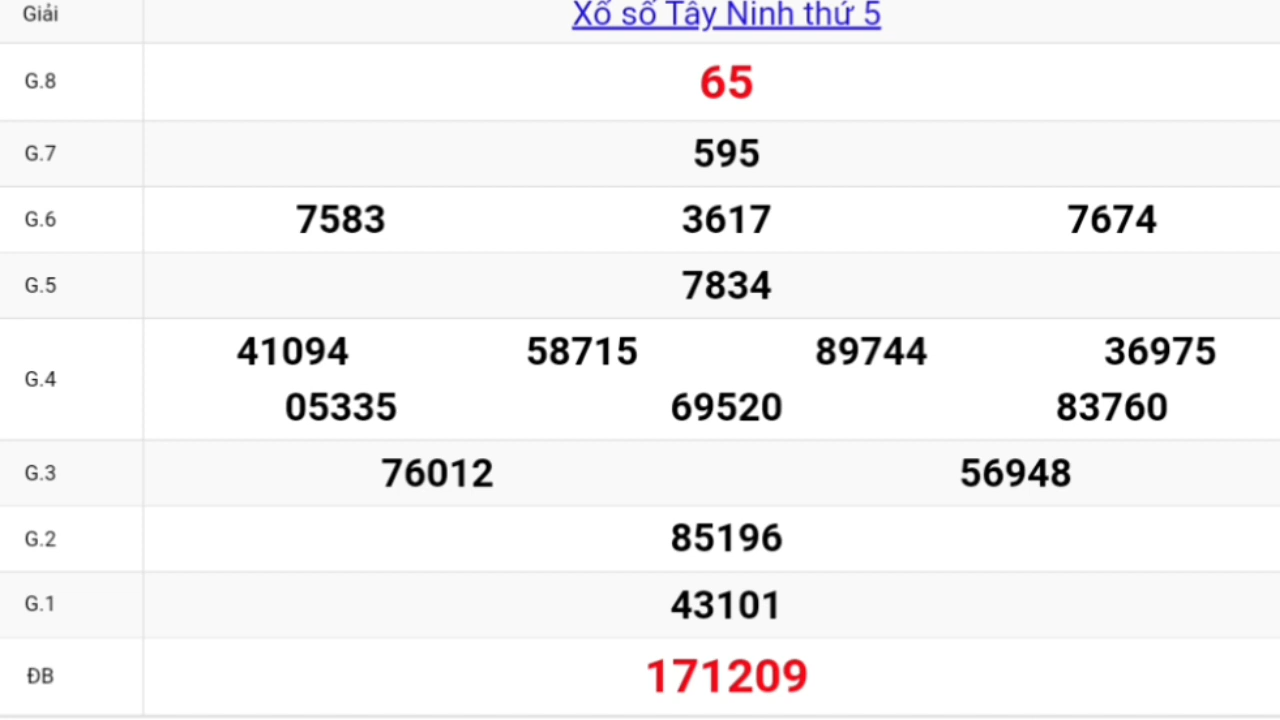 Giải Xổ số Tây Ninh thứ 5
G.8 65
G.7 595
G.6 7583 3617 7674
G.5 7834
G.4 41094 58715 89744 36975
05335 69520 83760
G.3 76012 56948
G.2 85196
G.1 43101
ĐB 171209